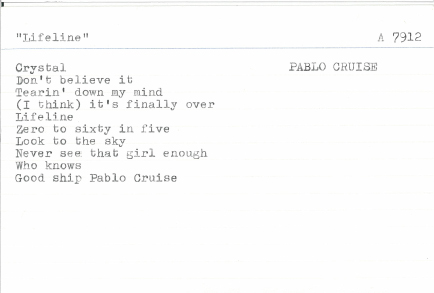 "Lifeline" A 7912
Crystal PABLO CRUISE
Don't believe it
Tearin' down my mind
(I think) it's finally over
Lifeline
Zero to sixty in five
Look to the sky
Never see that girl enough
Who knows
Good ship Pablo Cruise